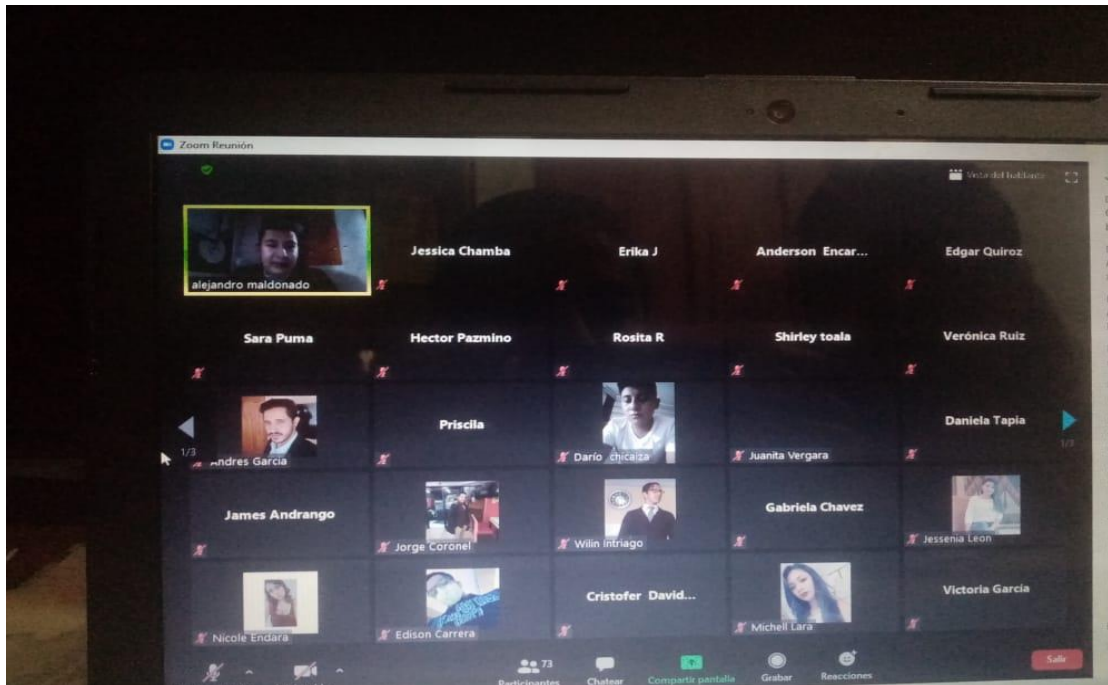 Zoom Reunión
Vista del hablante
alejandro maldonado
Jessica Chamba
Erika J
Anderson Encar...
Edgar Quiroz
Sara Puma
Hector Pazmino
Rosita R
Shirley toala
Verónica Ruiz
Andres Garcia
Priscila
Darío chicaiza
Juanita Vergara
Daniela Tapia
1/3
1/3
James Andrango
Jorge Coronel
Wilin Intriago
Gabriela Chavez
Jessenia Leon
Nicole Endara
Edison Carrera
Cristofer David...
Michell Lara
Victoria Garcia
73
Participantes
Chatear
Compartir pantalla
Grabar
Reacciones
Salir